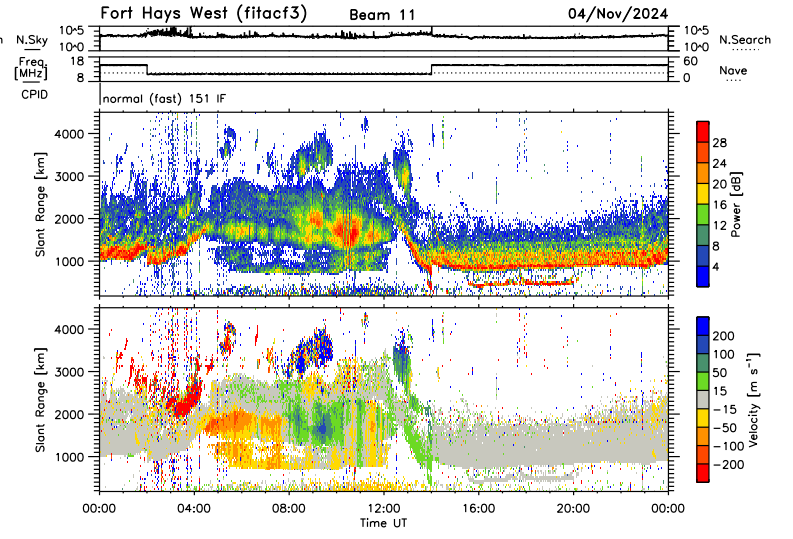 Fort Hays West (fitacf3) Beam 11 04/Nov/2024
N.Sky 10^5 10^5 N.Search
10^0 10^0
Freq. 18 60
[MHz] 8 0 Nave
CPID normal (fast) 151 IF
Slant Range [km]
4000
3000
2000
1000
28
24
20
16
12
8
4
Power [dB]
Slant Range [km]
4000
3000
2000
1000
200
100
50
15
-15
-50
-100
-200
Velocity [m s⁻¹]
00:00 04:00 08:00 12:00 16:00 20:00 00:00
Time UT